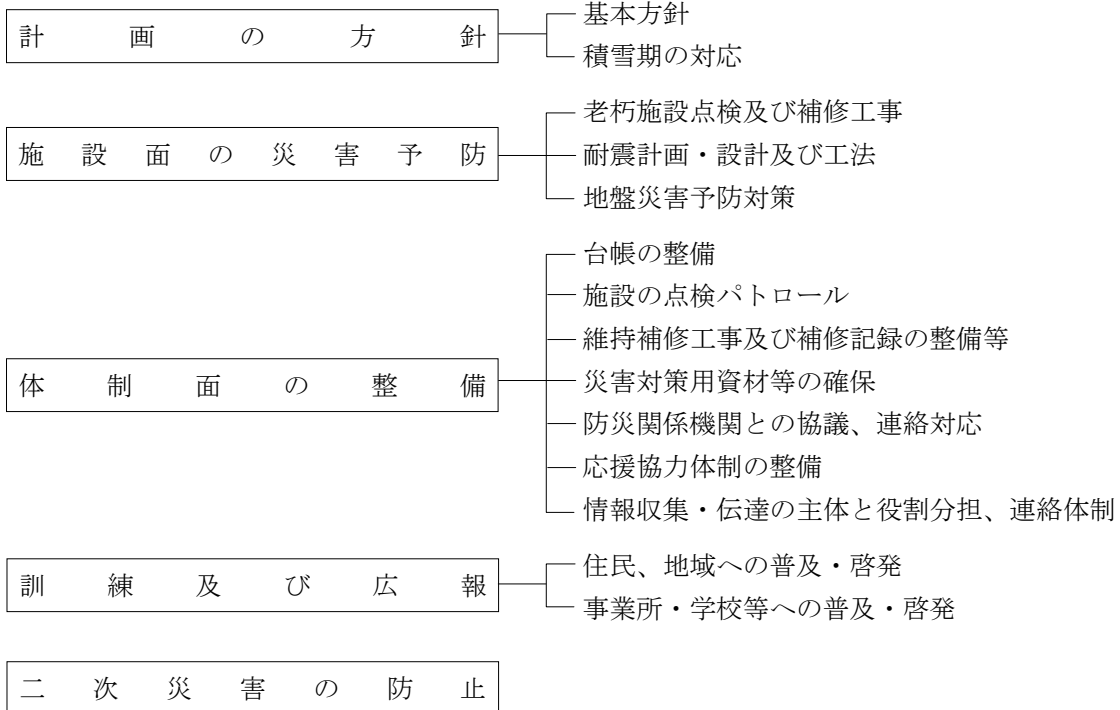 計画の方針
基本方針
積雪期の対応
施設面の災害予防
老朽施設点検及び補修工事
耐震計画・設計及び工法
地盤災害予防対策
体制面の整備
台帳の整備
施設の点検パトロール
維持補修工事及び補修記録の整備等
災害対策用資材等の確保
防災関係機関との協議、連絡対応
応援協力体制の整備
情報収集・伝達の主体と役割分担、連絡体制
訓練及び広報
住民、地域への普及・啓発
事業所・学校等への普及・啓発
二次災害の防止